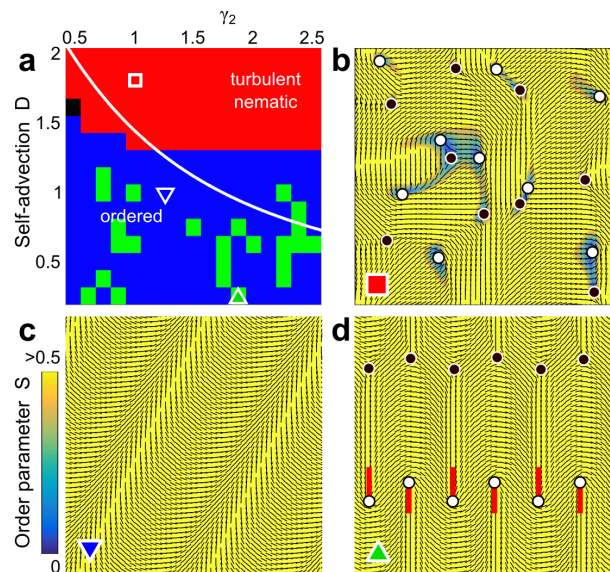 γ₂
0.5 1 1.5 2 2.5
a
b
2
1.5
1
0.5
Self-advection D
turbulent
nematic
ordered
c
d
>0.5
0
Order parameter S